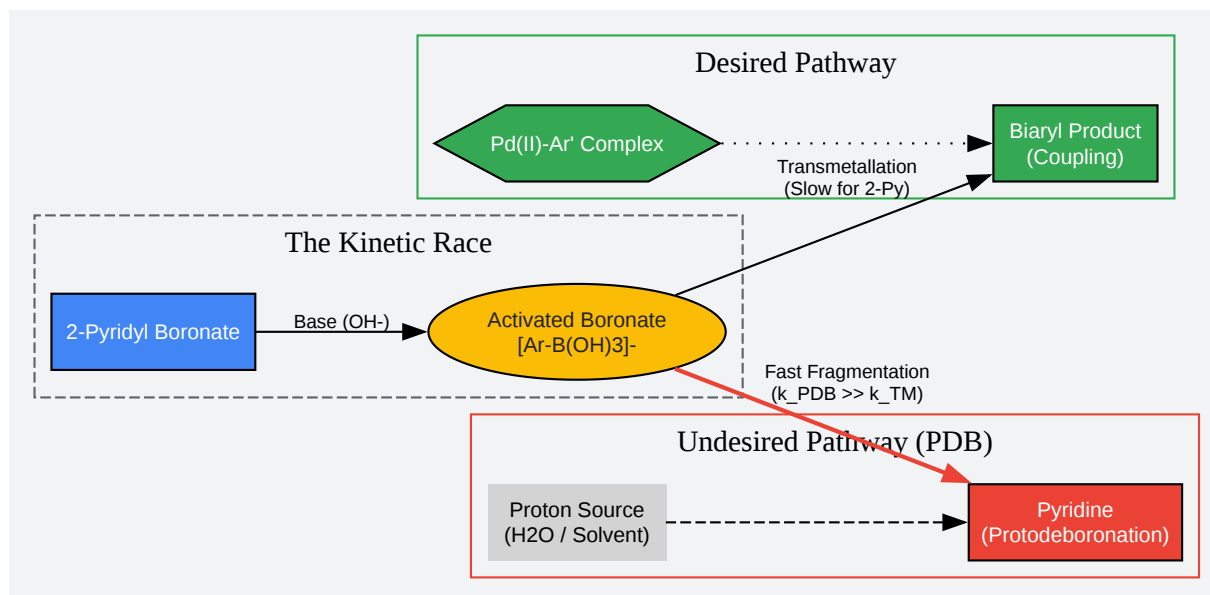 Desired Pathway
Pd(II)-Ar' Complex
Biaryl Product
(Coupling)
Transmetallation
(Slow for 2-Py)
The Kinetic Race
2-Pyridyl Boronate
Base (OH-)
Activated Boronate
[Ar-B(OH)3]-
Fast Fragmentation
(k_PDB >> k_TM)
Undesired Pathway (PDB)
Proton Source
(H2O / Solvent)
Pyridine
(Protodeboronation)